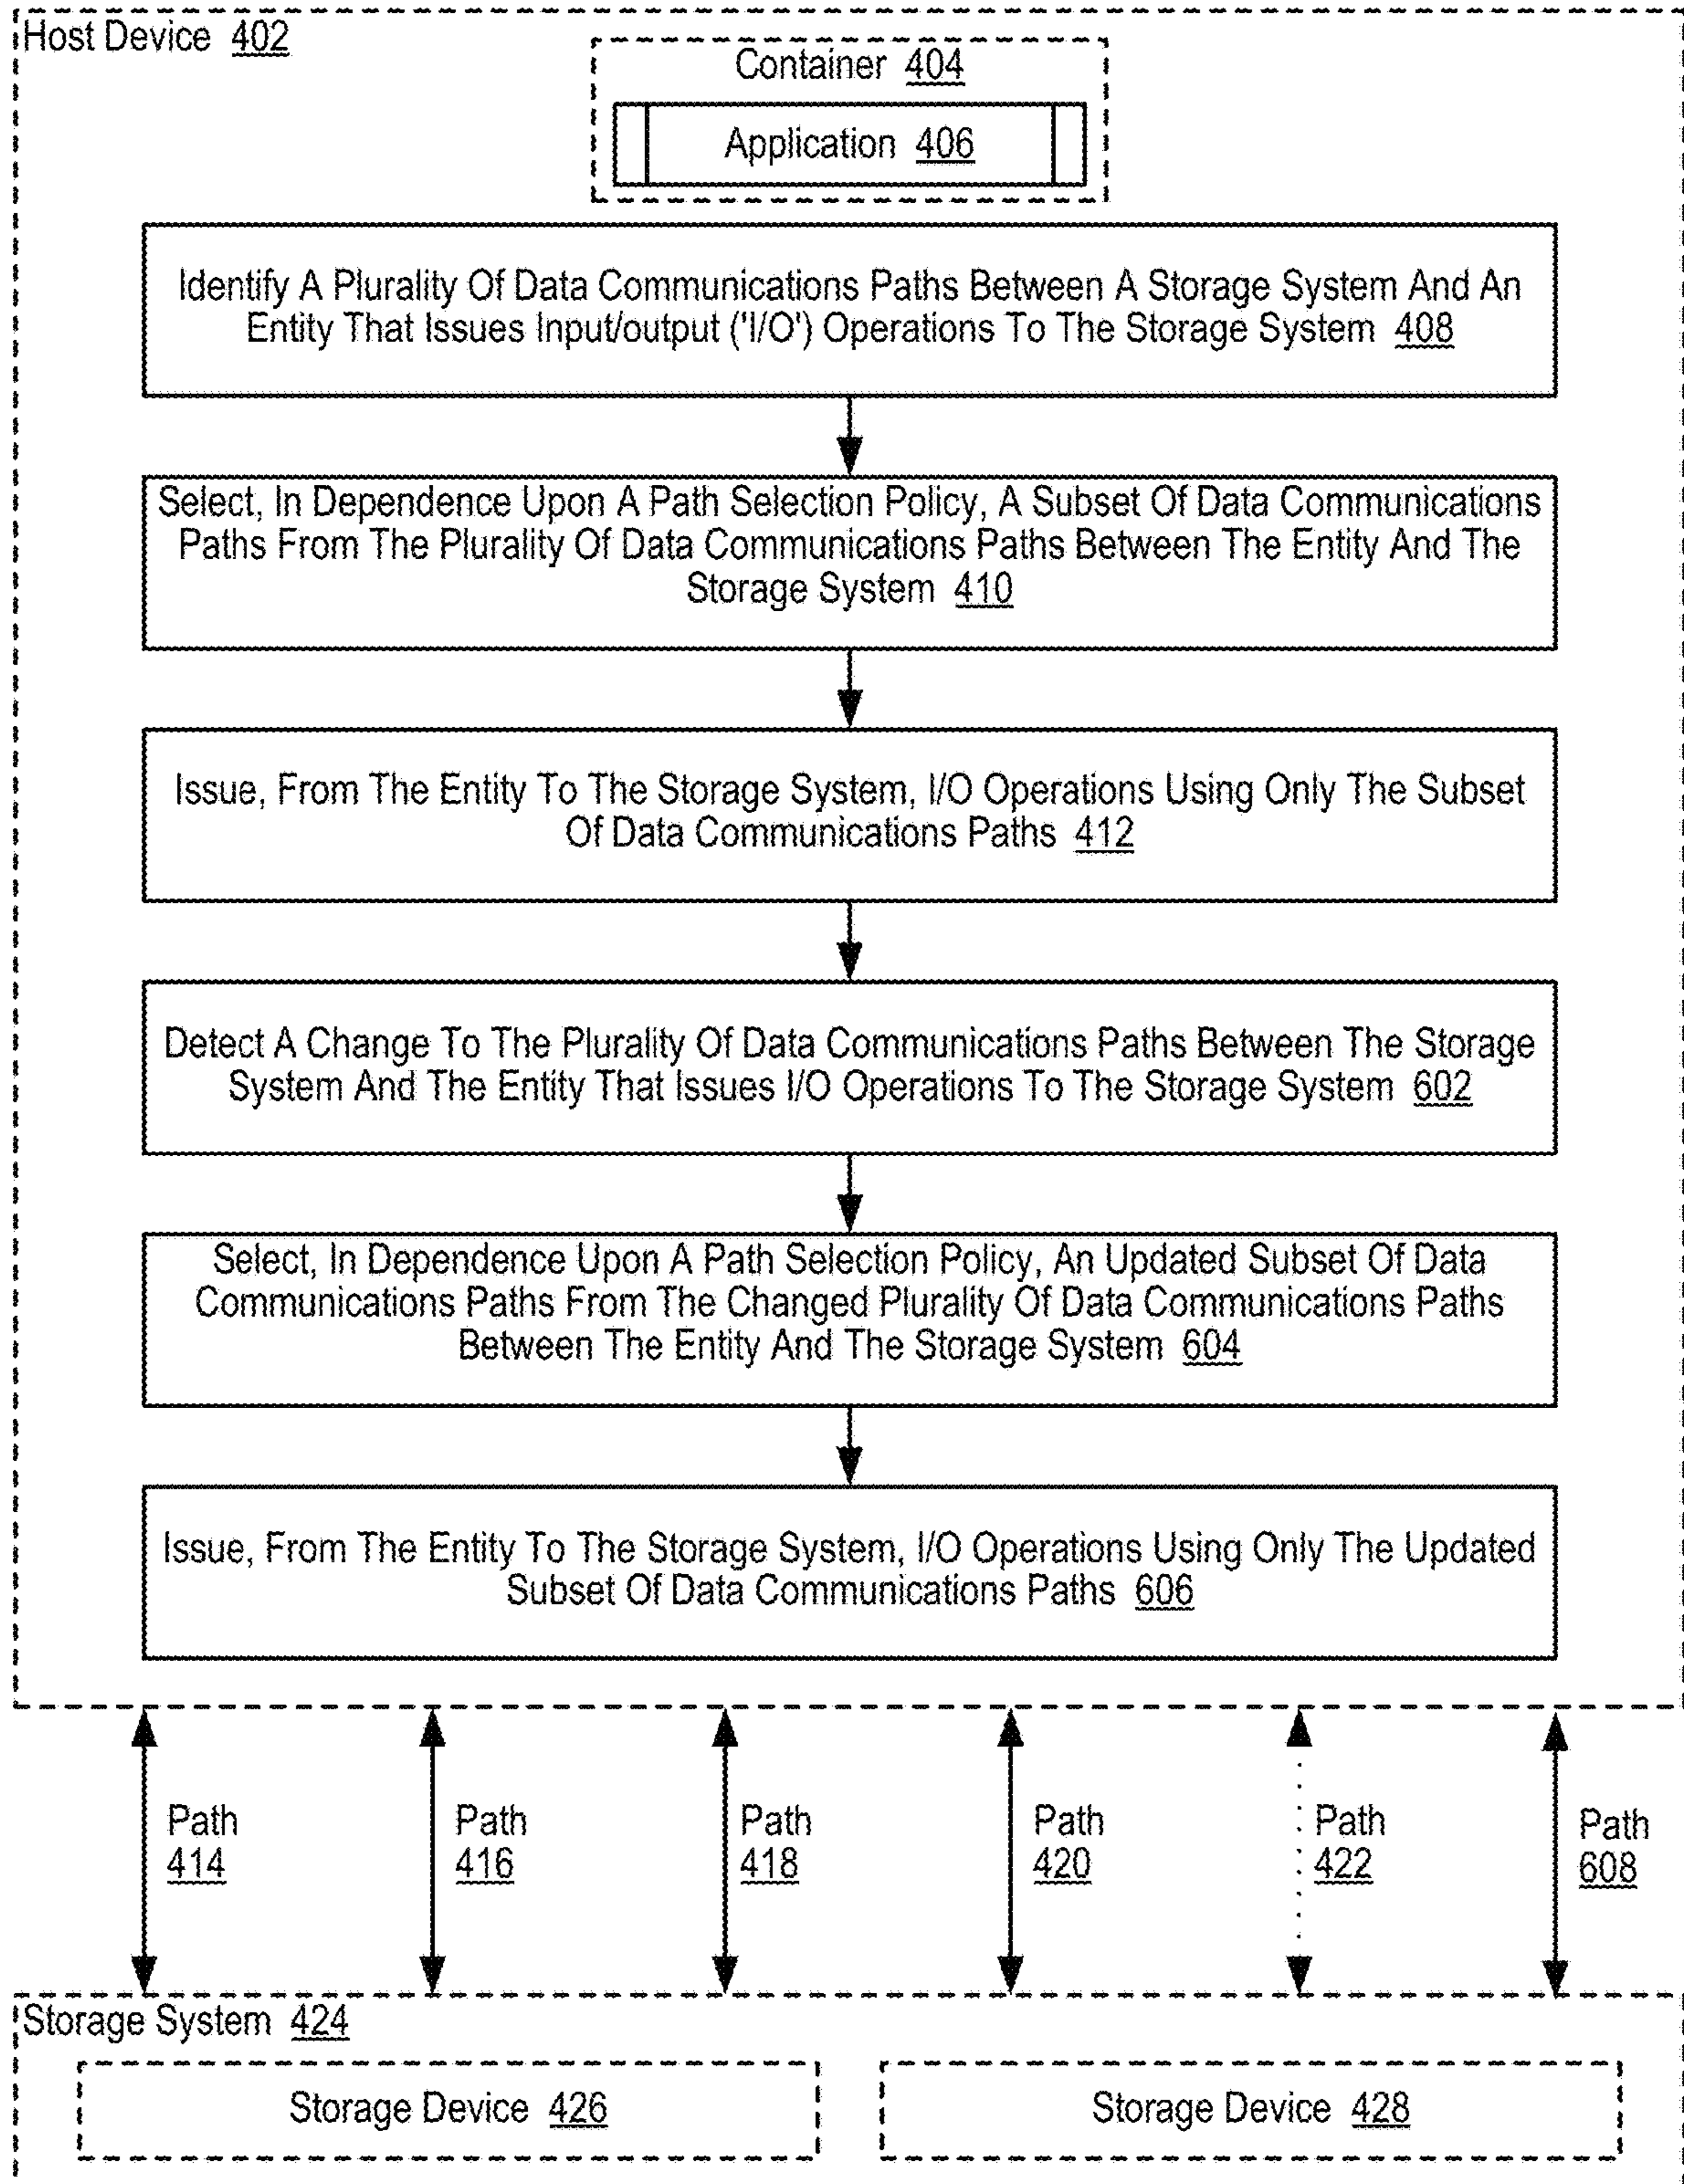 Host Device 402
Container 404
Application 406
Identify A Plurality Of Data Communications Paths Between A Storage System And An
Entity That Issues Input/output ('I/O') Operations To The Storage System 408
Select, In Dependence Upon A Path Selection Policy, A Subset Of Data Communications
Paths From The Plurality Of Data Communications Paths Between The Entity And The
Storage System 410
Issue, From The Entity To The Storage System, I/O Operations Using Only The Subset
Of Data Communications Paths 412
Detect A Change To The Plurality Of Data Communications Paths Between The Storage
System And The Entity That Issues I/O Operations To The Storage System 602
Select, In Dependence Upon A Path Selection Policy, An Updated Subset Of Data
Communications Paths From The Changed Plurality Of Data Communications Paths
Between The Entity And The Storage System 604
Issue, From The Entity To The Storage System, I/O Operations Using Only The Updated
Subset Of Data Communications Paths 606
Path
414
Path
416
Path
418
Path
420
Path
422
Path
608
Storage System 424
Storage Device 426
Storage Device 428